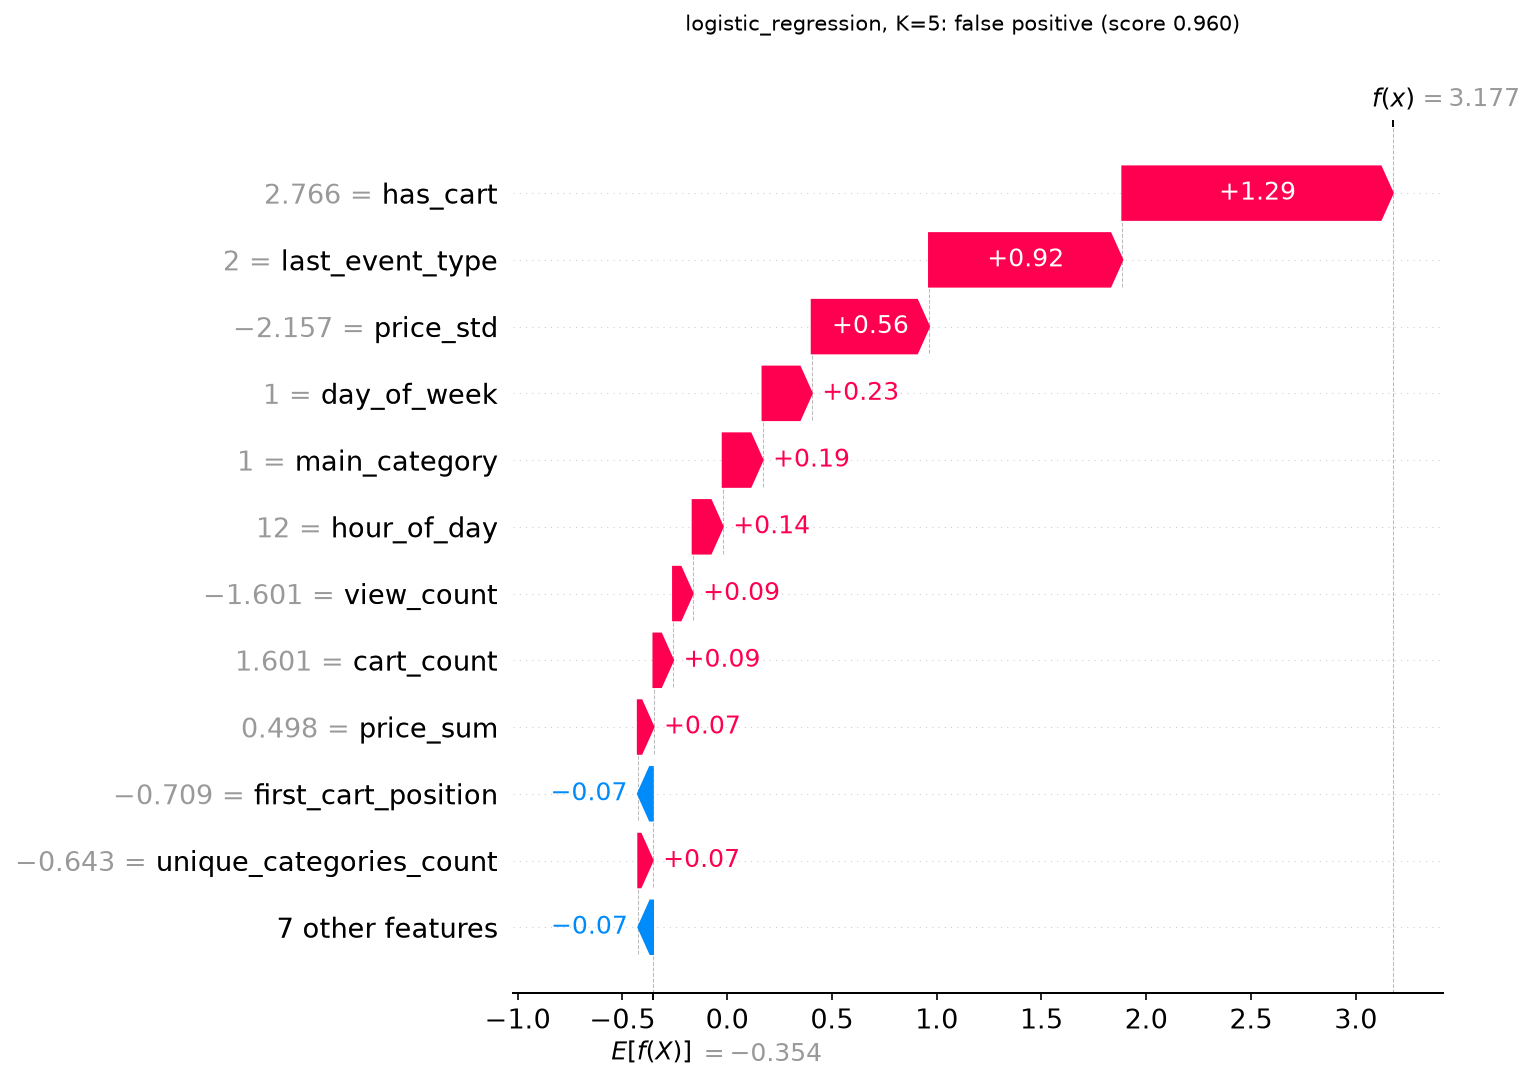 logistic_regression, K=5: false positive (score 0.960)
f(x) = 3.177
2.766 = has_cart +1.29
2 = last_event_type +0.92
−2.157 = price_std +0.56
1 = day_of_week +0.23
1 = main_category +0.19
12 = hour_of_day +0.14
−1.601 = view_count +0.09
1.601 = cart_count +0.09
0.498 = price_sum +0.07
−0.709 = first_cart_position −0.07
−0.643 = unique_categories_count +0.07
7 other features −0.07
−1.0 −0.5 0.0 0.5 1.0 1.5 2.0 2.5 3.0
E[f(X)] = −0.354